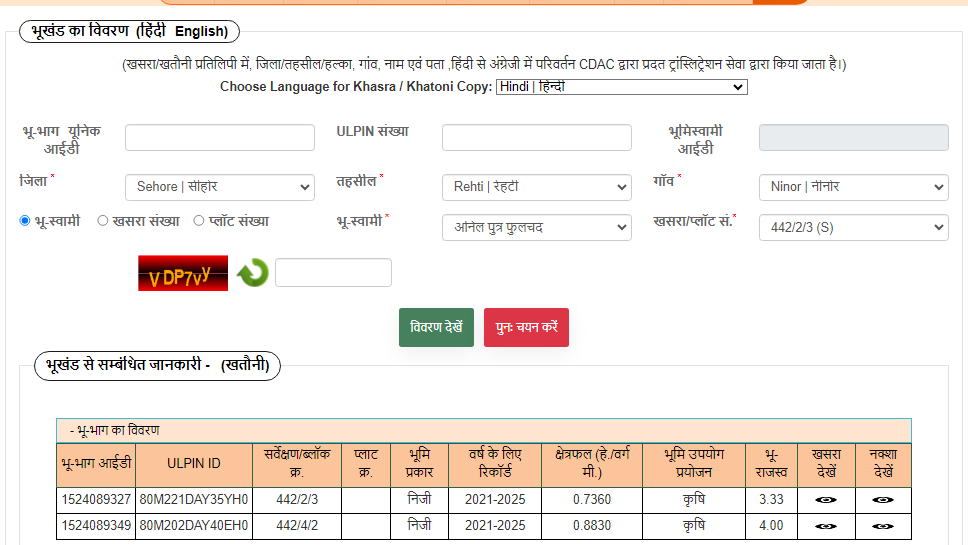 भूखंड का विवरण (हिंदी English)
(खसरा/खतौनी प्रतिलिपी में, जिला/तहसील/हल्का, गांव, नाम एवं पता ,हिंदी से अंग्रेजी में परिवर्तन CDAC द्वारा प्रदत ट्रांस्लिट्रेशन सेवा द्वारा किया जाता है।)
Choose Language for Khasra / Khatoni Copy: Hindi | हिन्दी
भू-भाग यूनिक आईडी ULPIN संख्या भूमिस्वामी आईडी
जिला * Sehore | सीहोर तहसील * Rehti | रेहटी गाँव * Ninor | नीनोर
भू-स्वामी खसरा संख्या प्लॉट संख्या भू-स्वामी * अनिल पुत्र फुलचद खसरा/प्लॉट सं.* 442/2/3 (S)
VDP7vy
विवरण देखें पुनः चयन करें
भूखंड से सम्बंधित जानकारी - (खतौनी)
- भू-भाग का विवरण
भू-भाग आईडी ULPIN ID सर्वेक्षण/ब्लॉक क्र. प्लाट क्र. भूमि प्रकार वर्ष के लिए रिकॉर्ड क्षेत्रफल (हे./वर्ग मी.) भूमि उपयोग प्रयोजन भू-राजस्व खसरा देखें नक्शा देखें
1524089327 80M221DAY35YH0 442/2/3 निजी 2021-2025 0.7360 कृषि 3.33
1524089349 80M202DAY40EH0 442/4/2 निजी 2021-2025 0.8830 कृषि 4.00